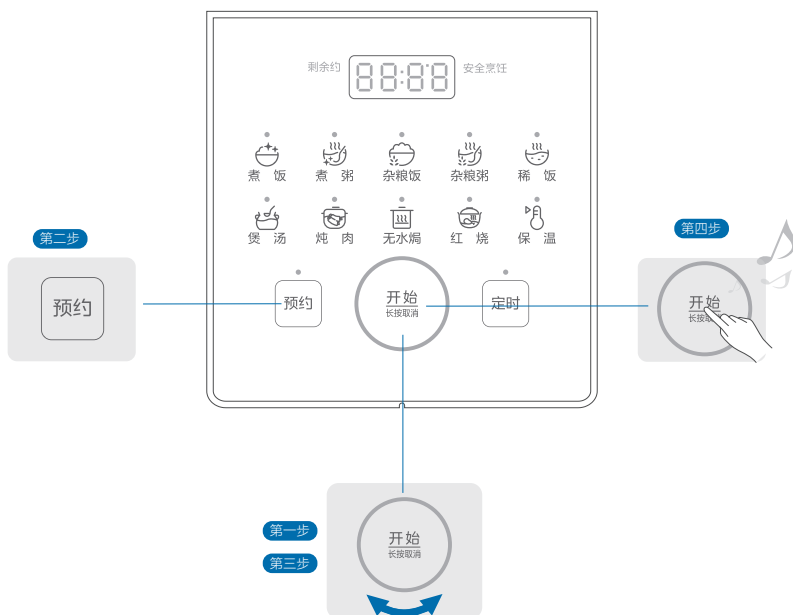 剩余约 88:88 安全烹饪
煮饭 煮粥 杂粮饭 杂粮粥 稀饭
煲汤 炖肉 无水焗 红烧 保温
第二步
第四步
预约
预约
开始
长按取消
定时
开始
长按取消
第一步
第三步
开始
长按取消